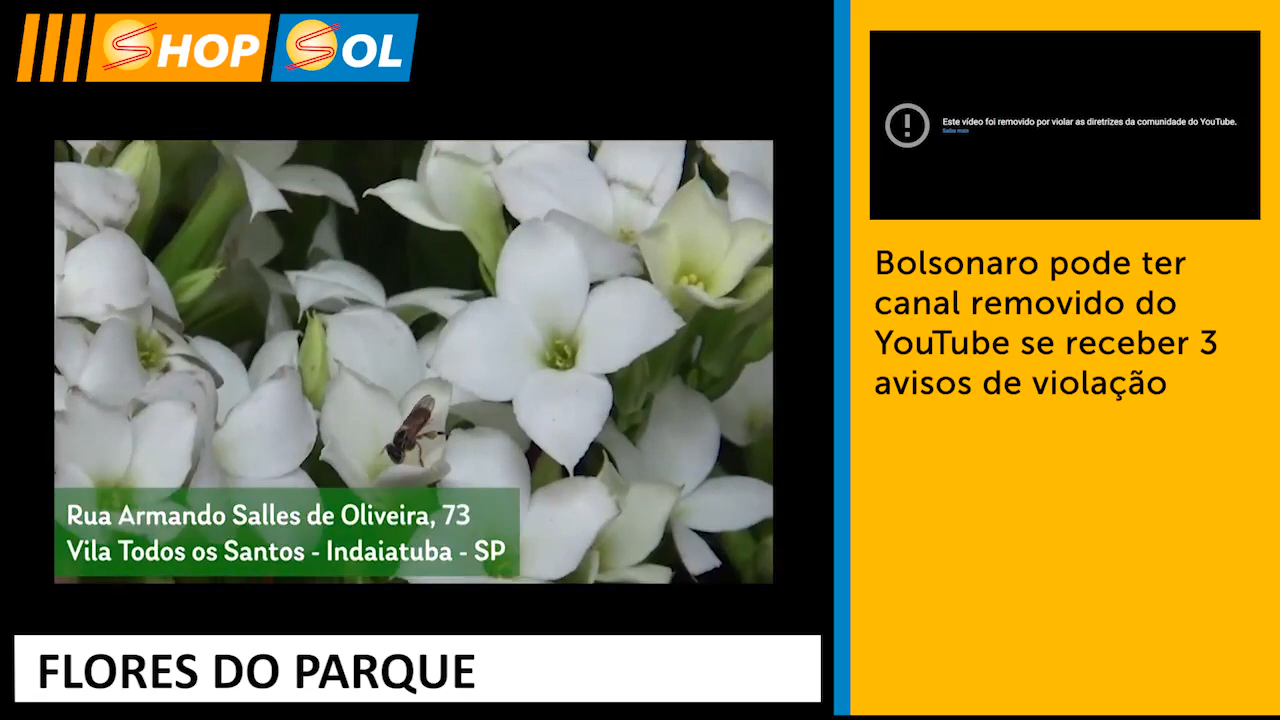 SHOP SOL
Rua Armando Salles de Oliveira, 73
Vila Todos os Santos - Indaiatuba - SP
FLORES DO PARQUE
Este vídeo foi removido por violar as diretrizes da comunidade do YouTube.
Saiba mais
Bolsonaro pode ter
canal removido do
YouTube se receber 3
avisos de violação